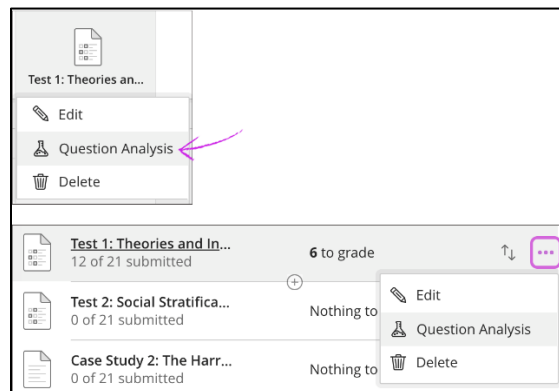 Test 1: Theories an...
Edit
Question Analysis
Delete
Test 1: Theories and In...
12 of 21 submitted
6 to grade
Test 2: Social Stratifica...
0 of 21 submitted
Nothing to
Case Study 2: The Harr...
0 of 21 submitted
Nothing to
Edit
Question Analysis
Delete